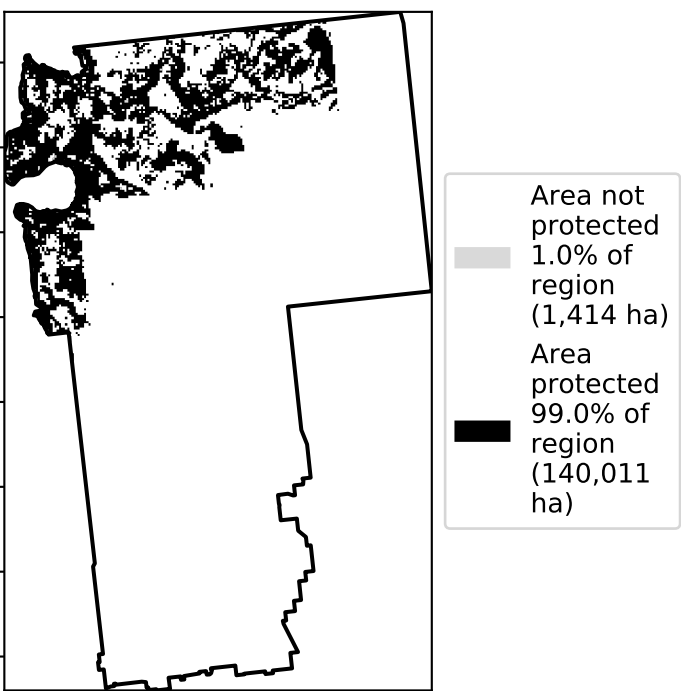 Area not
protected
1.0% of
region
(1,414 ha)
Area
protected
99.0% of
region
(140,011
ha)